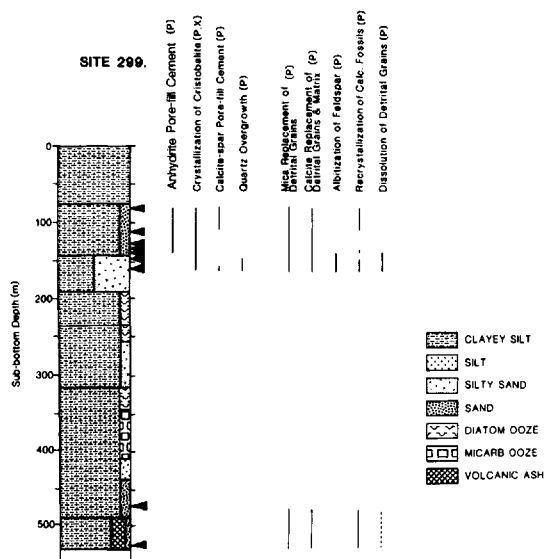 SITE 299.
Anhydrite Pore-fill Cement (P)
Crystallization of Cristobalite (P,X)
Calcite-spar Pore-fill Cement (P)
Quartz Overgrowth (P)
Mica Replacement of (P)
Detrital Grains
Calcite Replacement of (P)
Detrital Grains & Matrix
Albitization of Feldspar (P)
Recrystallization of Calc. Fossils (P)
Dissolution of Detrital Grains (P)
Sub-bottom Depth (m)
0
100
200
300
400
500
CLAYEY SILT
SILT
SILTY SAND
SAND
DIATOM OOZE
MICARB OOZE
VOLCANIC ASH